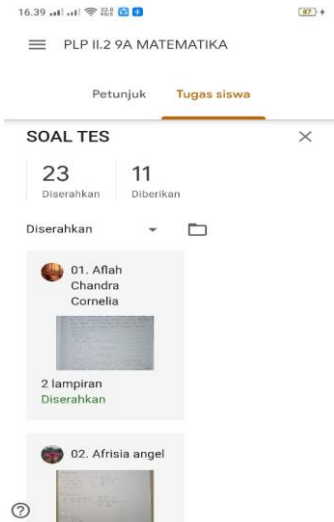 16.39
87
PLP II.2 9A MATEMATIKA
Petunjuk Tugas siswa
SOAL TES
23 11
Diserahkan Diberikan
Diserahkan
01. Aflah
Chandra
Cornelia
2 lampiran
Diserahkan
02. Afrisia angel